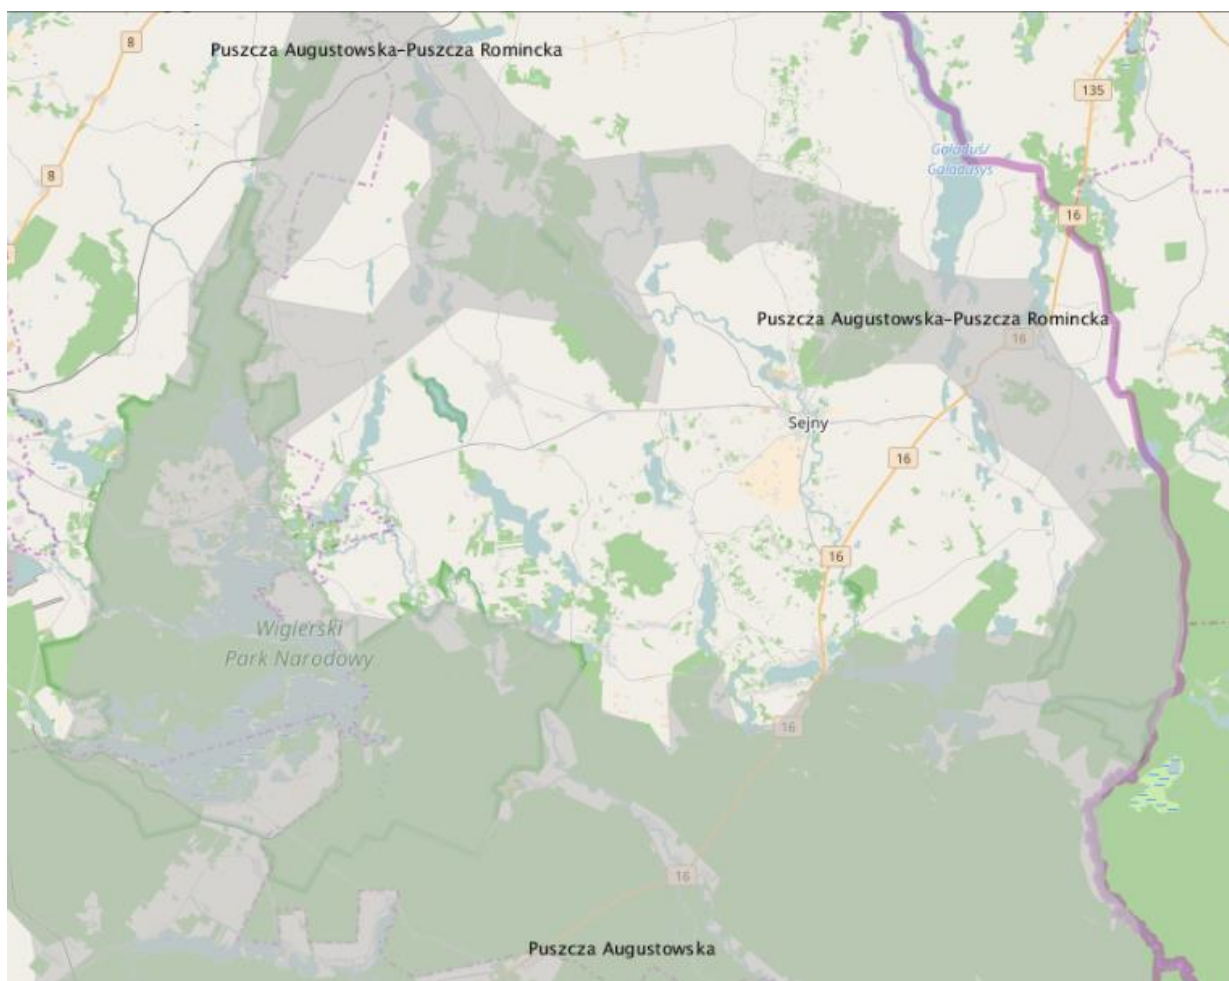 8
Puszcza Augustowska-Puszcza Romincka
135
Gaładuś/
Galadusys
8
16
Puszcza Augustowska-Puszcza Romincka
16
Sejny
16
16
Wigierski
Park Narodowy
16
16
Puszcza Augustowska